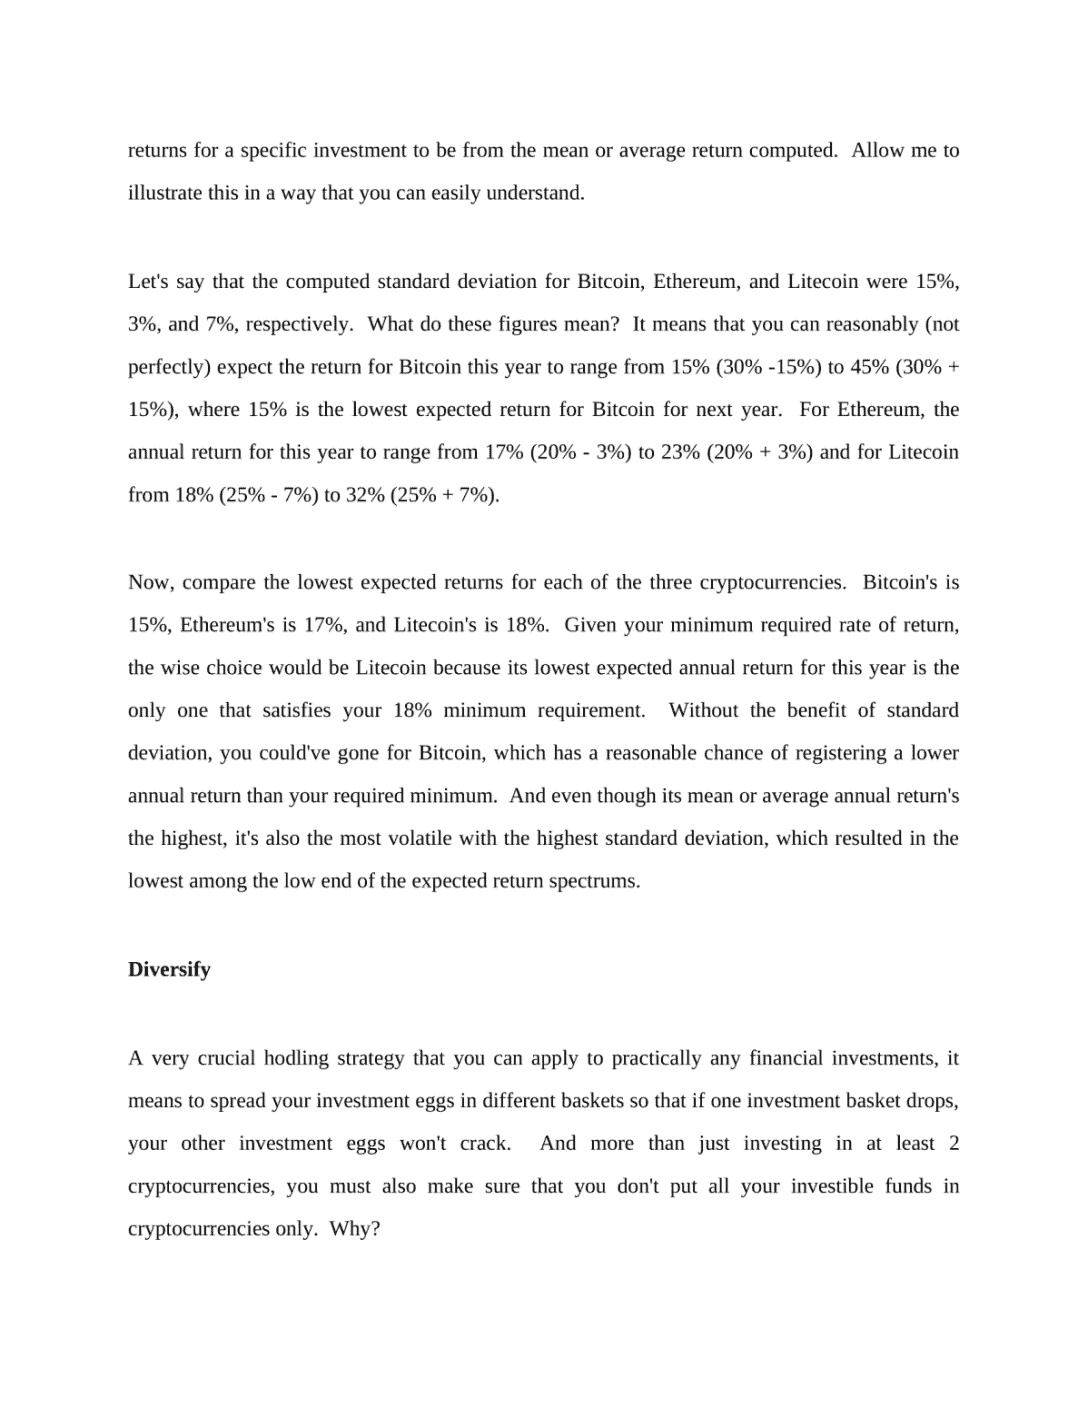 returns for a specific investment to be from the mean or average return computed.  Allow me to
illustrate this in a way that you can easily understand.
Let's say that the computed standard deviation for Bitcoin, Ethereum, and Litecoin were 15%,
3%, and 7%, respectively.  What do these figures mean?  It means that you can reasonably (not
perfectly) expect the return for Bitcoin this year to range from 15% (30% -15%) to 45% (30% +
15%), where 15% is the lowest expected return for Bitcoin for next year.  For Ethereum, the
annual return for this year to range from 17% (20% - 3%) to 23% (20% + 3%) and for Litecoin
from 18% (25% - 7%) to 32% (25% + 7%).
Now, compare the lowest expected returns for each of the three cryptocurrencies.  Bitcoin's is
15%, Ethereum's is 17%, and Litecoin's is 18%.  Given your minimum required rate of return,
the wise choice would be Litecoin because its lowest expected annual return for this year is the
only one that satisfies your 18% minimum requirement.  Without the benefit of standard
deviation, you could've gone for Bitcoin, which has a reasonable chance of registering a lower
annual return than your required minimum.  And even though its mean or average annual return's
the highest, it's also the most volatile with the highest standard deviation, which resulted in the
lowest among the low end of the expected return spectrums.
Diversify
A very crucial hodling strategy that you can apply to practically any financial investments, it
means to spread your investment eggs in different baskets so that if one investment basket drops,
your other investment eggs won't crack.  And more than just investing in at least 2
cryptocurrencies, you must also make sure that you don't put all your investible funds in
cryptocurrencies only.  Why?